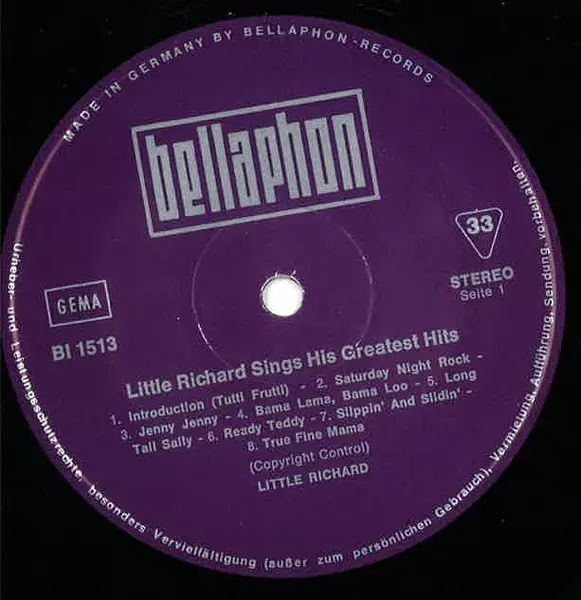 MADE IN GERMANY BY BELLAPHON-RECORDS
bellaphon
33
STEREO
Seite 1
GEMA
BI 1513
Little Richard Sings His Greatest Hits
1. Introduction (Tutti Frutti) - 2. Saturday Night Rock -
3. Jenny Jenny - 4. Bama Lama, Bama Loo - 5. Long
Tall Sally - 6. Ready Teddy - 7. Slippin' And Slidin' -
8. True Fine Mama
(Copyright Control)
LITTLE RICHARD
Urheber- und Leistungsschutzrechte, besonders Vervielfältigung (außer zum persönlichen Gebrauch), Vermietung, Aufführung, Sendung vorbehalten.